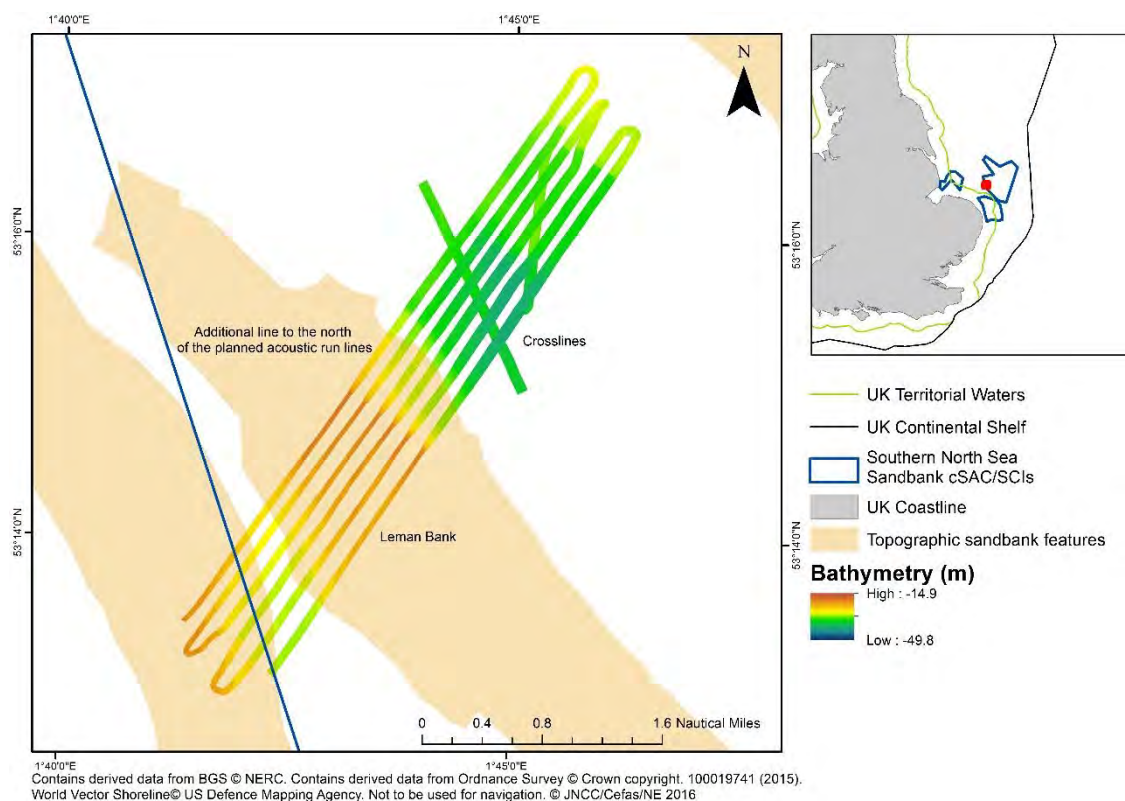 1°40'0"E
1°45'0"E
N
53°16'0"N
53°16'0"N
Additional line to the north
of the planned acoustic run lines
Crosslines
53°14'0"N
53°14'0"N
Leman Bank
0 0.4 0.8 1.6 Nautical Miles
1°40'0"E
1°45'0"E
UK Territorial Waters
UK Continental Shelf
Southern North Sea
Sandbank cSAC/SCIs
UK Coastline
Topographic sandbank features
Bathymetry (m)
High : -14.9
Low : -49.8
Contains derived data from BGS © NERC. Contains derived data from Ordnance Survey © Crown copyright. 100019741 (2015).
World Vector Shoreline© US Defence Mapping Agency. Not to be used for navigation. © JNCC/Cefas/NE 2016